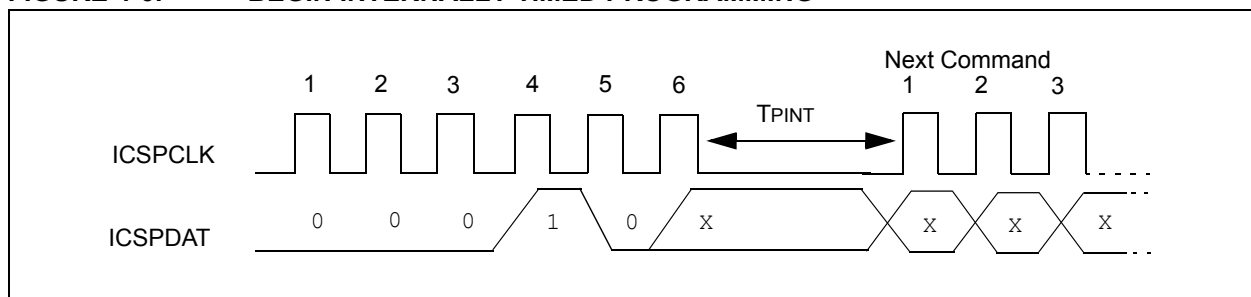 Next Command
1 2 3 4 5 6 1 2 3
TPINT
ICSPCLK
0 0 0 1 0 X X X X
ICSPDAT